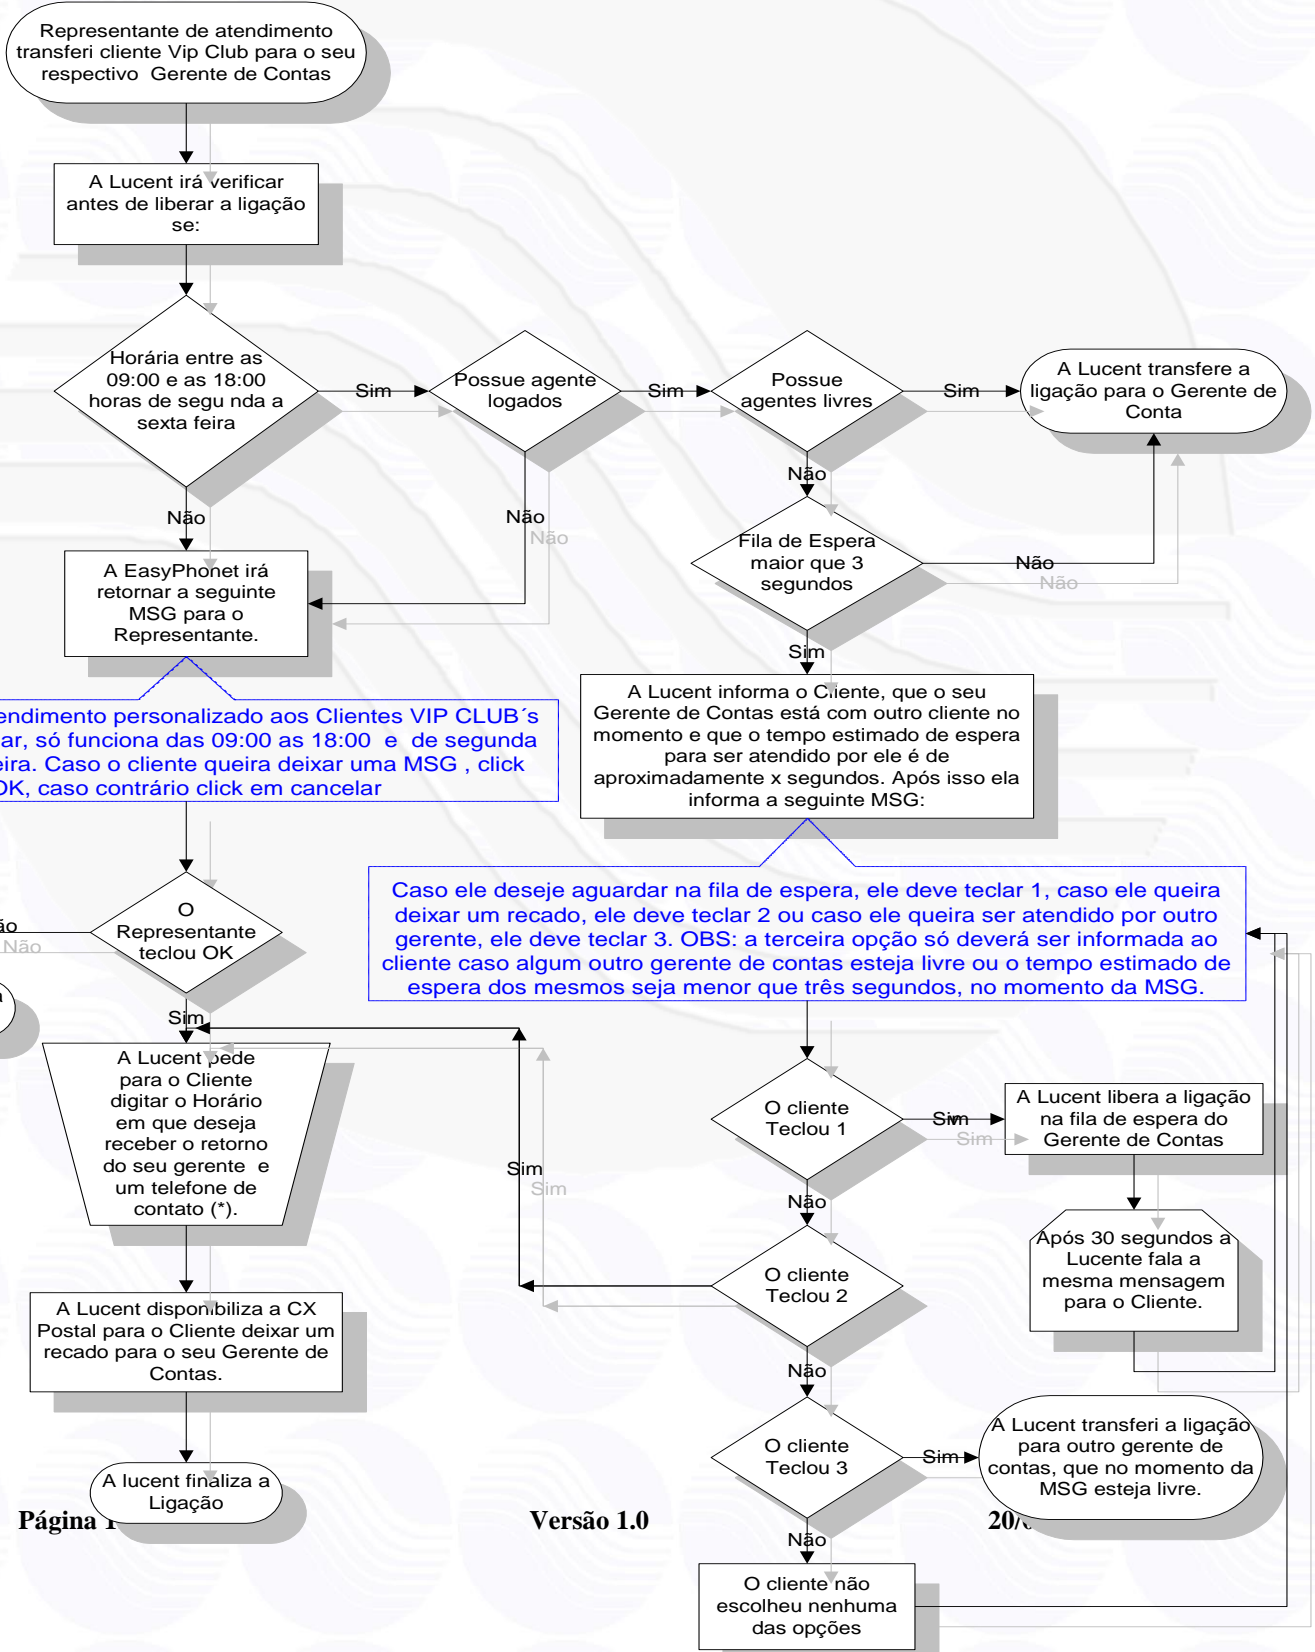 Representante de atendimento
transferi cliente Vip Club para o seu
respectivo Gerente de Contas
A Lucent irá verificar
antes de liberar a ligação
se:
Horária entre as
09:00 e as 18:00
horas de segu nda a
sexta feira
Sim
Possue agente
logados
Sim
Possue
agentes livres
Sim
A Lucent transfere a
ligação para o Gerente de
Conta
Não
Não
Não
Não
Fila de Espera
maior que 3
segundos
Não
Não
A EasyPhonet irá
retornar a seguinte
MSG para o
Representante.
Sim
endimento personalizado aos Clientes VIP CLUB´s
ar, só funciona das 09:00 as 18:00 e de segunda
eira. Caso o cliente queira deixar uma MSG , click
OK, caso contrário click em cancelar
A Lucent informa o Cliente, que o seu
Gerente de Contas está com outro cliente no
momento e que o tempo estimado de espera
para ser atendido por ele é de
aproximadamente x segundos. Após isso ela
informa a seguinte MSG:
Caso ele deseje aguardar na fila de espera, ele deve teclar 1, caso ele queira
deixar um recado, ele deve teclar 2 ou caso ele queira ser atendido por outro
gerente, ele deve teclar 3. OBS: a terceira opção só deverá ser informada ao
cliente caso algum outro gerente de contas esteja livre ou o tempo estimado de
espera dos mesmos seja menor que três segundos, no momento da MSG.
O
Representante
teclou OK
ão
Não
a
Sim
A Lucent pede
para o Cliente
digitar o Horário
em que deseja
receber o retorno
do seu gerente e
um telefone de
contato (*).
Sim
Sim
O cliente
Teclou 1
Sim
Sim
A Lucent libera a ligação
na fila de espera do
Gerente de Contas
Não
Após 30 segundos a
Lucente fala a
mesma mensagem
para o Cliente.
O cliente
Teclou 2
A Lucent disponibiliza a CX
Postal para o Cliente deixar um
recado para o seu Gerente de
Contas.
Não
O cliente
Teclou 3
Sim
A Lucent transferi a ligação
para outro gerente de
contas, que no momento da
MSG esteja livre.
A lucent finaliza a
Ligação
Não
O cliente não
escolheu nenhuma
das opções
Página 1
Versão 1.0
20/